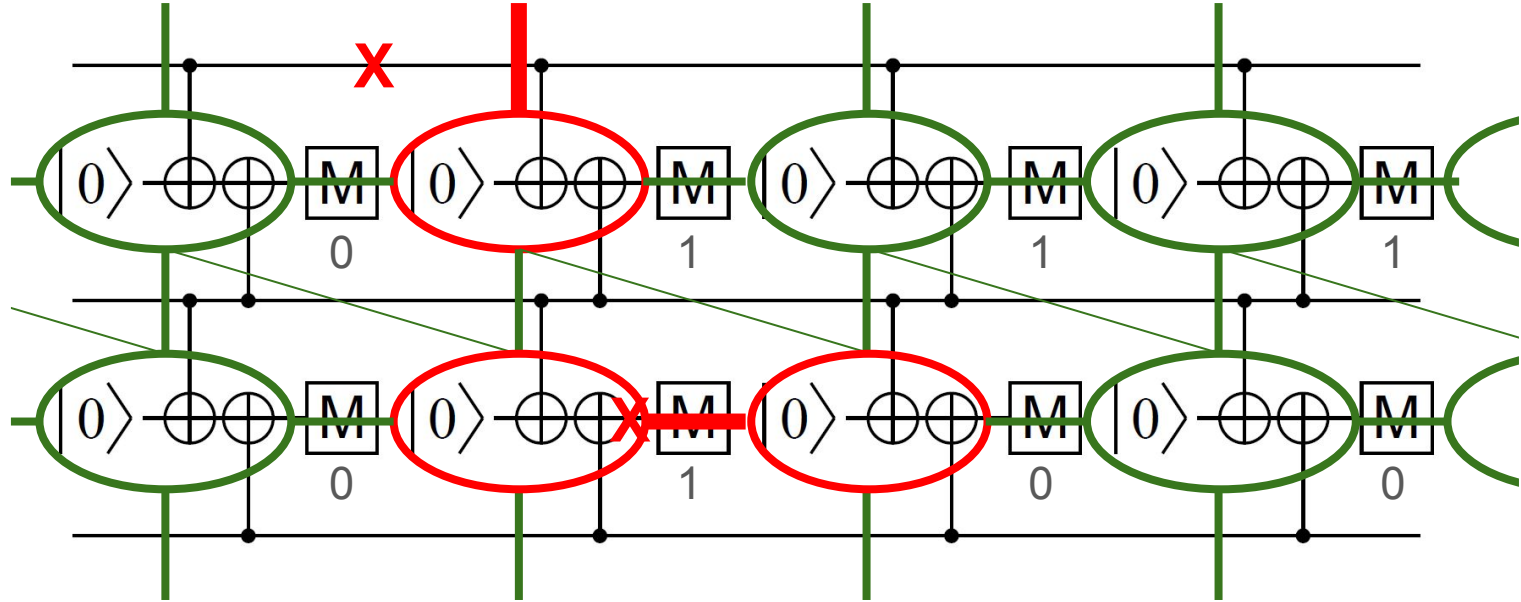 X
|0⟩ M |0⟩ M |0⟩ M |0⟩ M
0 1 1 1
|0⟩ M |0⟩ X M |0⟩ M |0⟩ M
0 1 0 0